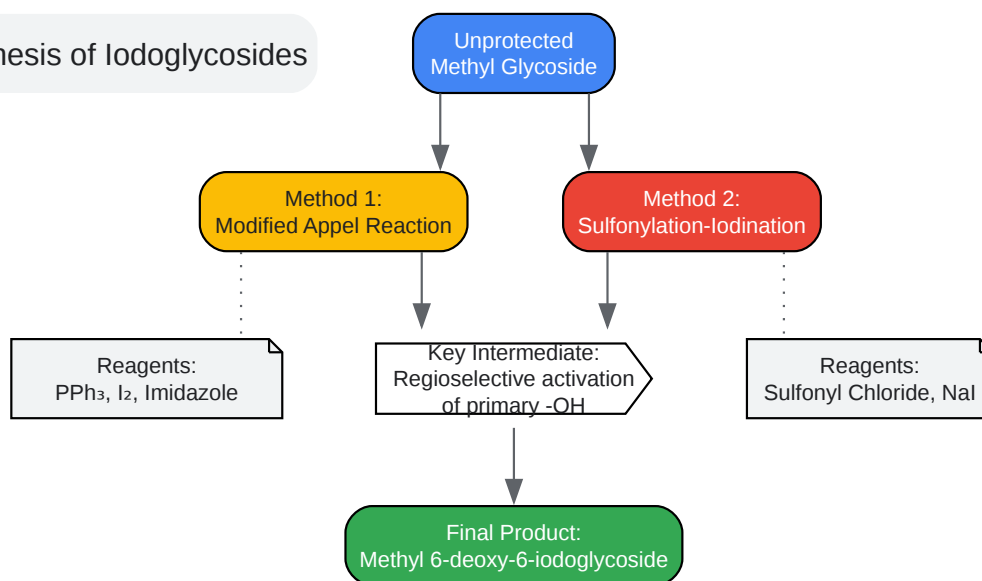 nesis of Iodoglycosides
Unprotected
Methyl Glycoside
Method 1:
Modified Appel Reaction
Method 2:
Sulfonylation-Iodination
Reagents:
PPh₃, I₂, Imidazole
Key Intermediate:
Regioselective activation
of primary -OH
Reagents:
Sulfonyl Chloride, NaI
Final Product:
Methyl 6-deoxy-6-iodoglycoside